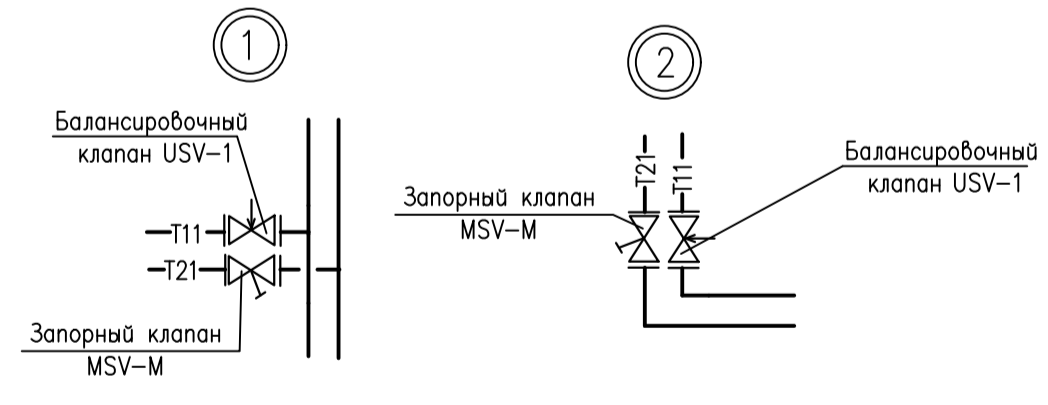 1
Балансировочный
клапан USV-1
T11
T21
Запорный клапан
MSV-M
2
T21
T11
Запорный клапан
MSV-M
Балансировочный
клапан USV-1